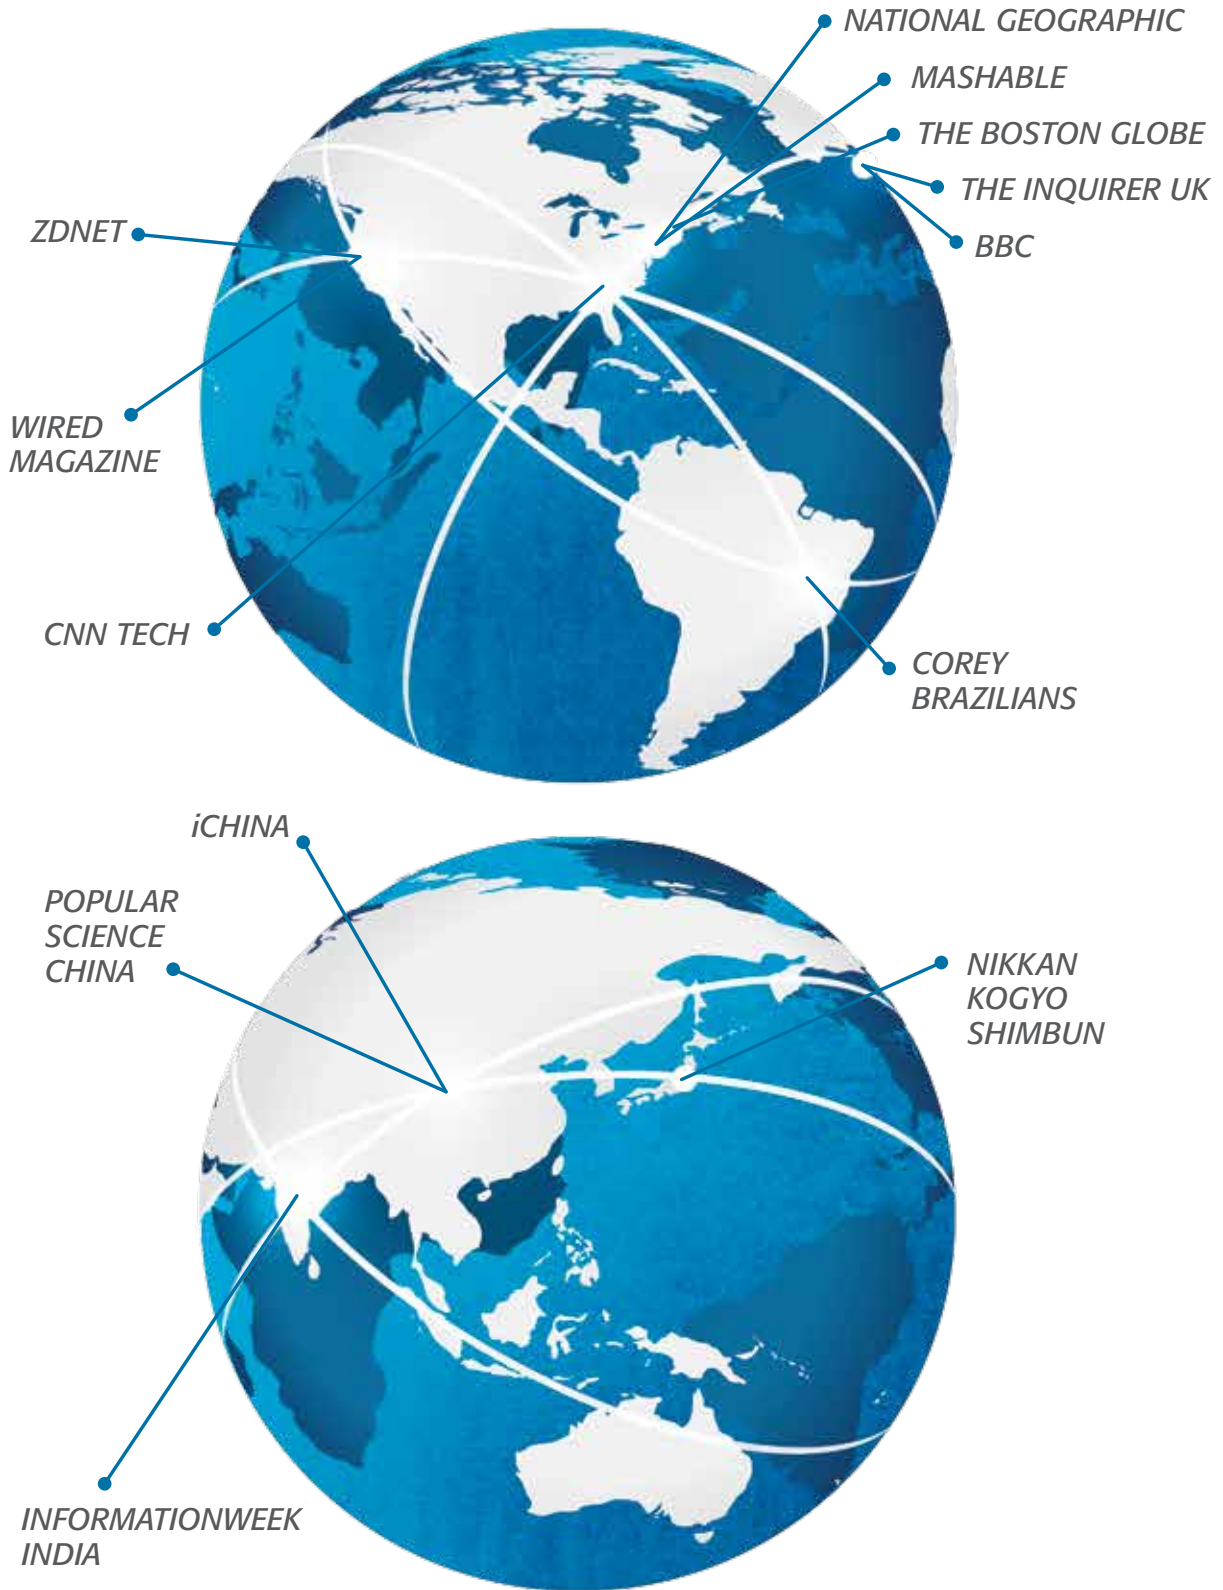 NATIONAL GEOGRAPHIC
MASHABLE
THE BOSTON GLOBE
THE INQUIRER UK
BBC
ZDNET
WIRED
MAGAZINE
CNN TECH
COREY
BRAZILIANS
iCHINA
POPULAR
SCIENCE
CHINA
NIKKAN
KOGYO
SHIMBUN
INFORMATIONWEEK
INDIA